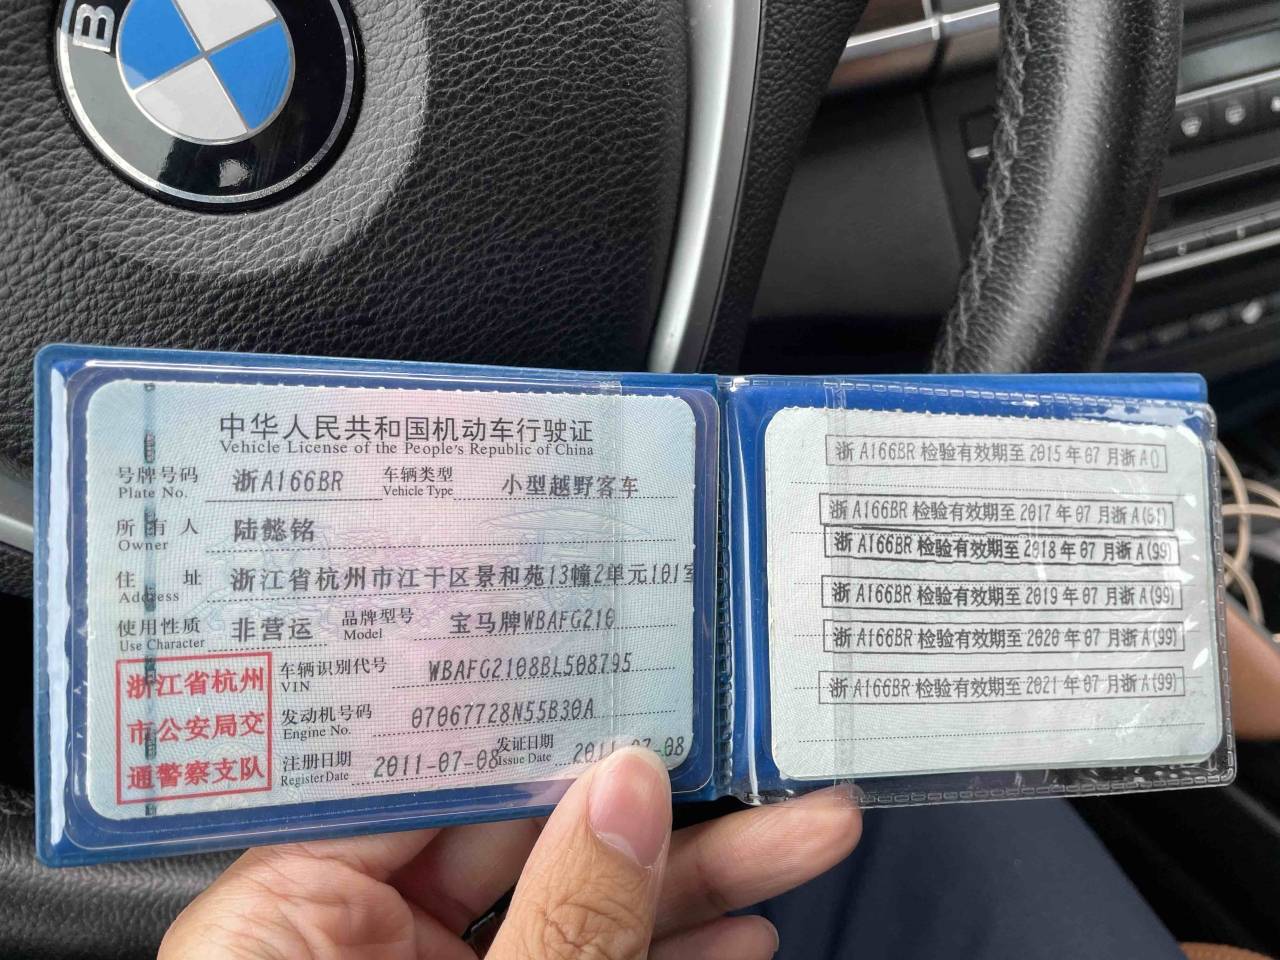 B
中华人民共和国机动车行驶证
Vehicle License of the People's Republic of China
号牌号码 浙A166BR 车辆类型 小型越野客车
Plate No. Vehicle Type
所有人 陆懿铭
Owner
住址 浙江省杭州市江干区景和苑13幢2单元101室
Address
使用性质 非营运 品牌型号 宝马牌WBAFG210
Use Character Model
浙江省杭州
市公安局交
通警察支队
车辆识别代号 WBAFG2108BL508795
VIN
发动机号码 07067728N55B30A
Engine No.
注册日期 2011-07-08 发证日期 2011-07-08
Register Date Issue Date
浙A166BR检验有效期至2015年07月浙A()
浙A166BR检验有效期至2017年07月浙A(61)
浙A166BR检验有效期至2018年07月浙A(99)
浙A166BR检验有效期至2019年07月浙A(99)
浙A166BR检验有效期至2020年07月浙A(99)
浙A166BR检验有效期至2021年07月浙A(99)